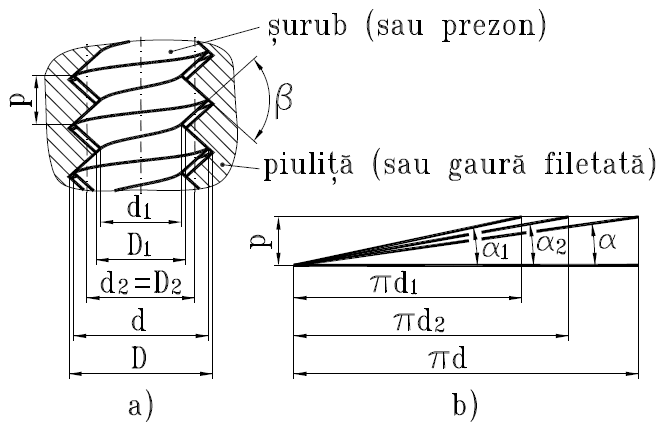 șurub (sau prezon)
p
β
piuliță (sau gaură filetată)
d1
D1
d2=D2
d
D
a)
p
α1
α2
α
πd1
πd2
πd
b)